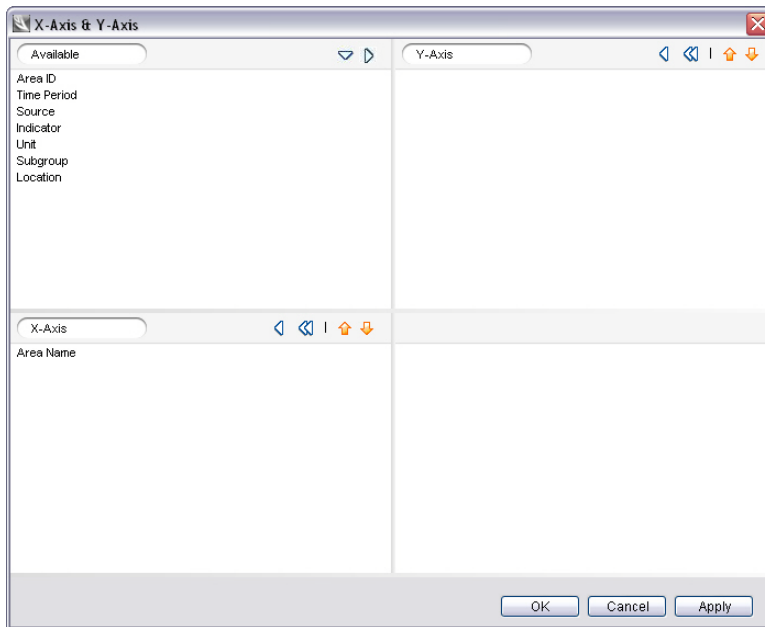 X-Axis & Y-Axis
Available
Y-Axis
Area ID
Time Period
Source
Indicator
Unit
Subgroup
Location
X-Axis
Area Name
OK
Cancel
Apply